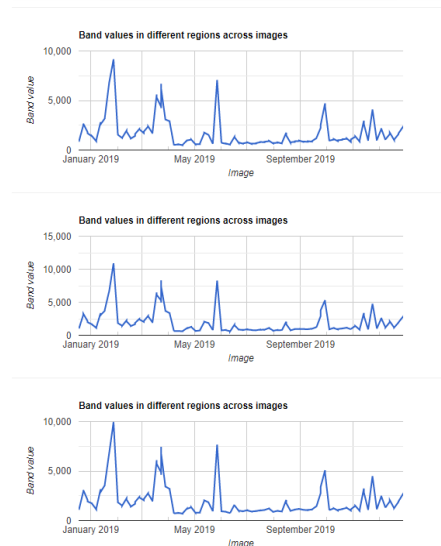 Band values in different regions across images
10,000
5,000
0
Band value
January 2019 May 2019 September 2019
Image
Band values in different regions across images
15,000
10,000
5,000
0
Band value
January 2019 May 2019 September 2019
Image
Band values in different regions across images
10,000
5,000
0
Band value
January 2019 May 2019 September 2019
Image